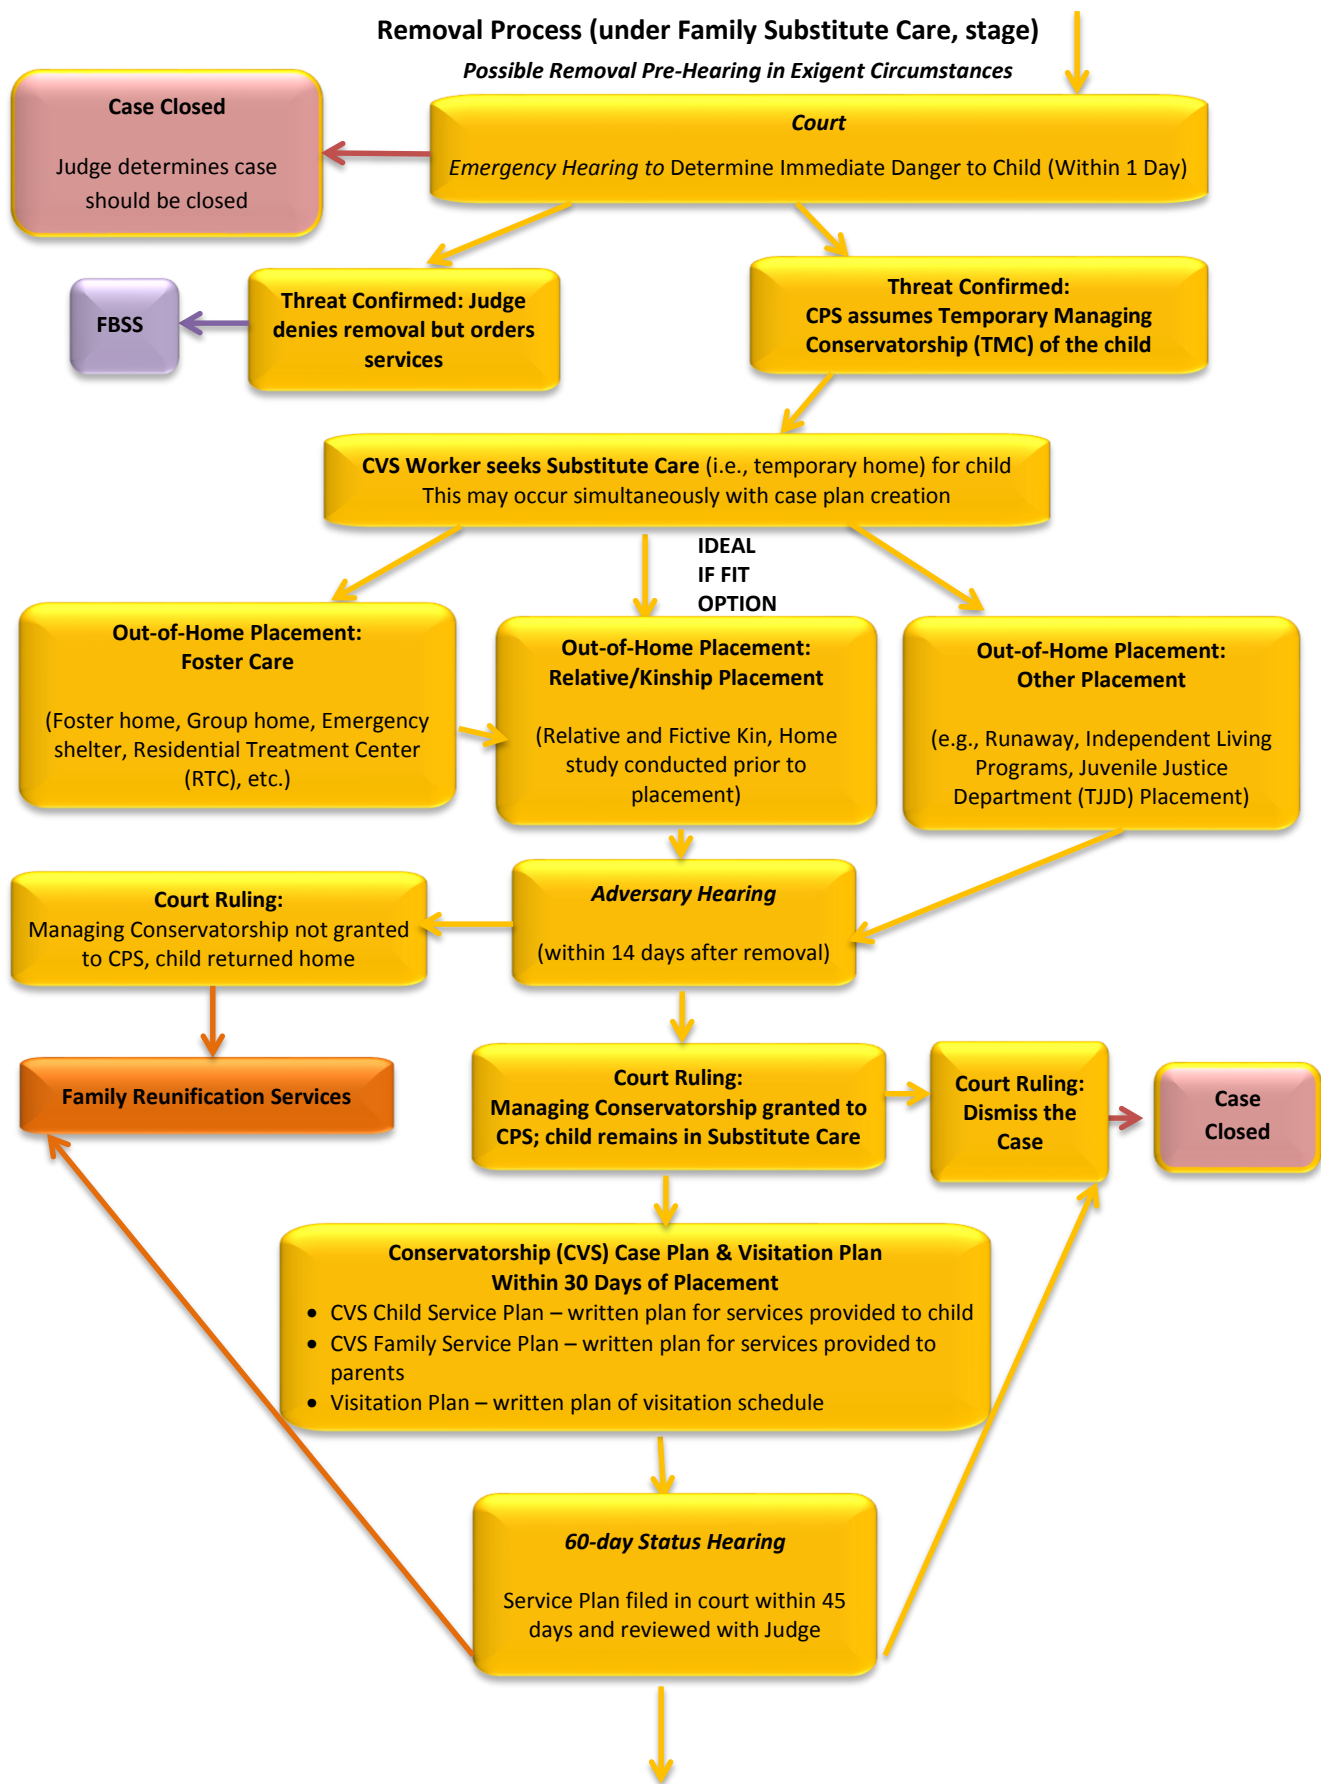 Removal Process (under Family Substitute Care, stage)
Possible Removal Pre-Hearing in Exigent Circumstances
Case Closed
Judge determines case
should be closed
Court
Emergency Hearing to Determine Immediate Danger to Child (Within 1 Day)
FBSS
Threat Confirmed: Judge
denies removal but orders
services
Threat Confirmed:
CPS assumes Temporary Managing
Conservatorship (TMC) of the child
CVS Worker seeks Substitute Care (i.e., temporary home) for child
This may occur simultaneously with case plan creation
IDEAL
IF FIT
OPTION
Out-of-Home Placement:
Foster Care
(Foster home, Group home, Emergency
shelter, Residential Treatment Center
(RTC), etc.)
Out-of-Home Placement:
Relative/Kinship Placement
(Relative and Fictive Kin, Home
study conducted prior to
placement)
Out-of-Home Placement:
Other Placement
(e.g., Runaway, Independent Living
Programs, Juvenile Justice
Department (TJJD) Placement)
Court Ruling:
Managing Conservatorship not granted
to CPS, child returned home
Adversary Hearing
(within 14 days after removal)
Family Reunification Services
Court Ruling:
Managing Conservatorship granted to
CPS; child remains in Substitute Care
Court Ruling:
Dismiss the
Case
Case
Closed
Conservatorship (CVS) Case Plan & Visitation Plan
Within 30 Days of Placement
• CVS Child Service Plan – written plan for services provided to child
• CVS Family Service Plan – written plan for services provided to
parents
• Visitation Plan – written plan of visitation schedule
60-day Status Hearing
Service Plan filed in court within 45
days and reviewed with Judge